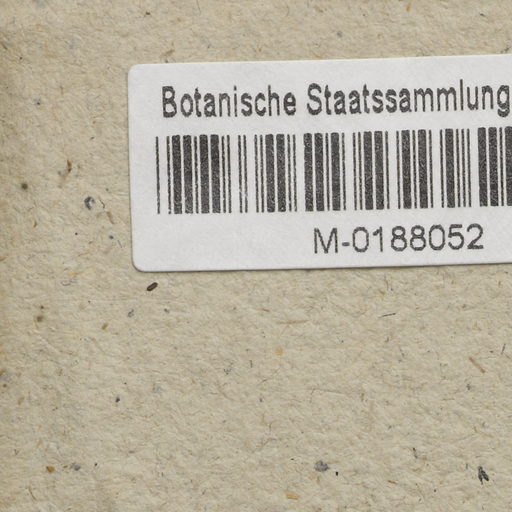 Botanische Staatssammlung
M-0188052